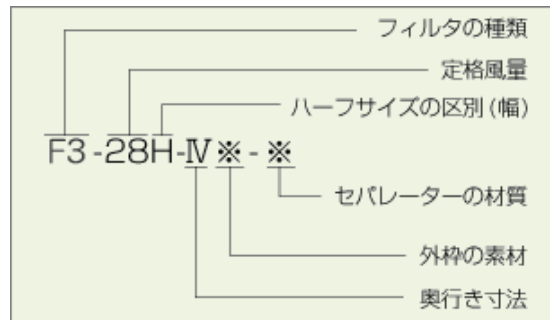 フィルタの種類
定格風量
ハーフサイズの区別(幅)
F3-28H-Ⅳ※-※
セパレーターの材質
外枠の素材
奥行き寸法